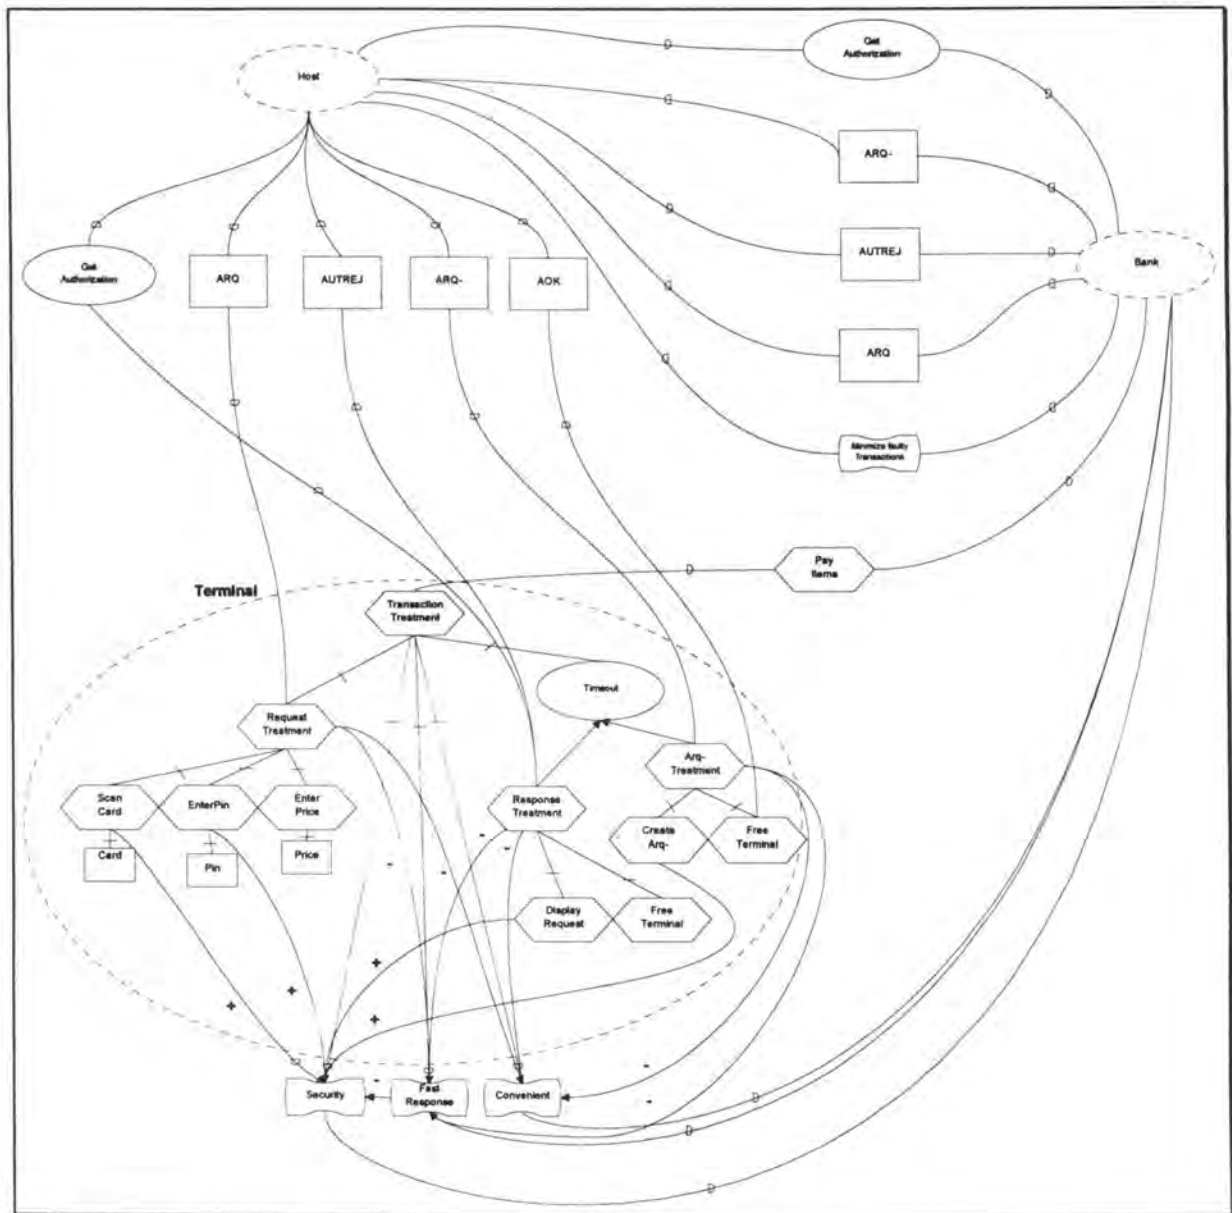 Get
Authorization
Host
ARQ-
AUTREJ
Bank
Get
Authorization
ARQ
AUTREJ
ARQ-
AOK
ARQ
Minimize faulty
Transactions
Pay
Items
Terminal
Transaction
Treatment
Timeout
Request
Treatment
Arq-
Treatment
Scan
Card
EnterPin
Enter
Price
Response
Treatment
Create
Arq-
Free
Terminal
Card
Pin
Price
Display
Request
Free
Terminal
Security
Fast
Response
Convenient